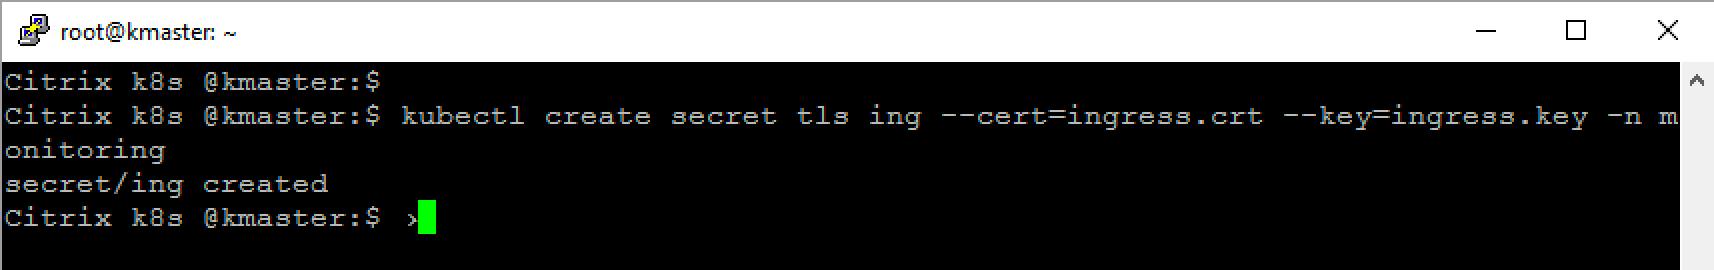 root@kmaster: ~
Citrix k8s @kmaster:$
Citrix k8s @kmaster:$ kubectl create secret tls ing --cert=ingress.crt --key=ingress.key -n m
onitoring
secret/ing created
Citrix k8s @kmaster:$ ›